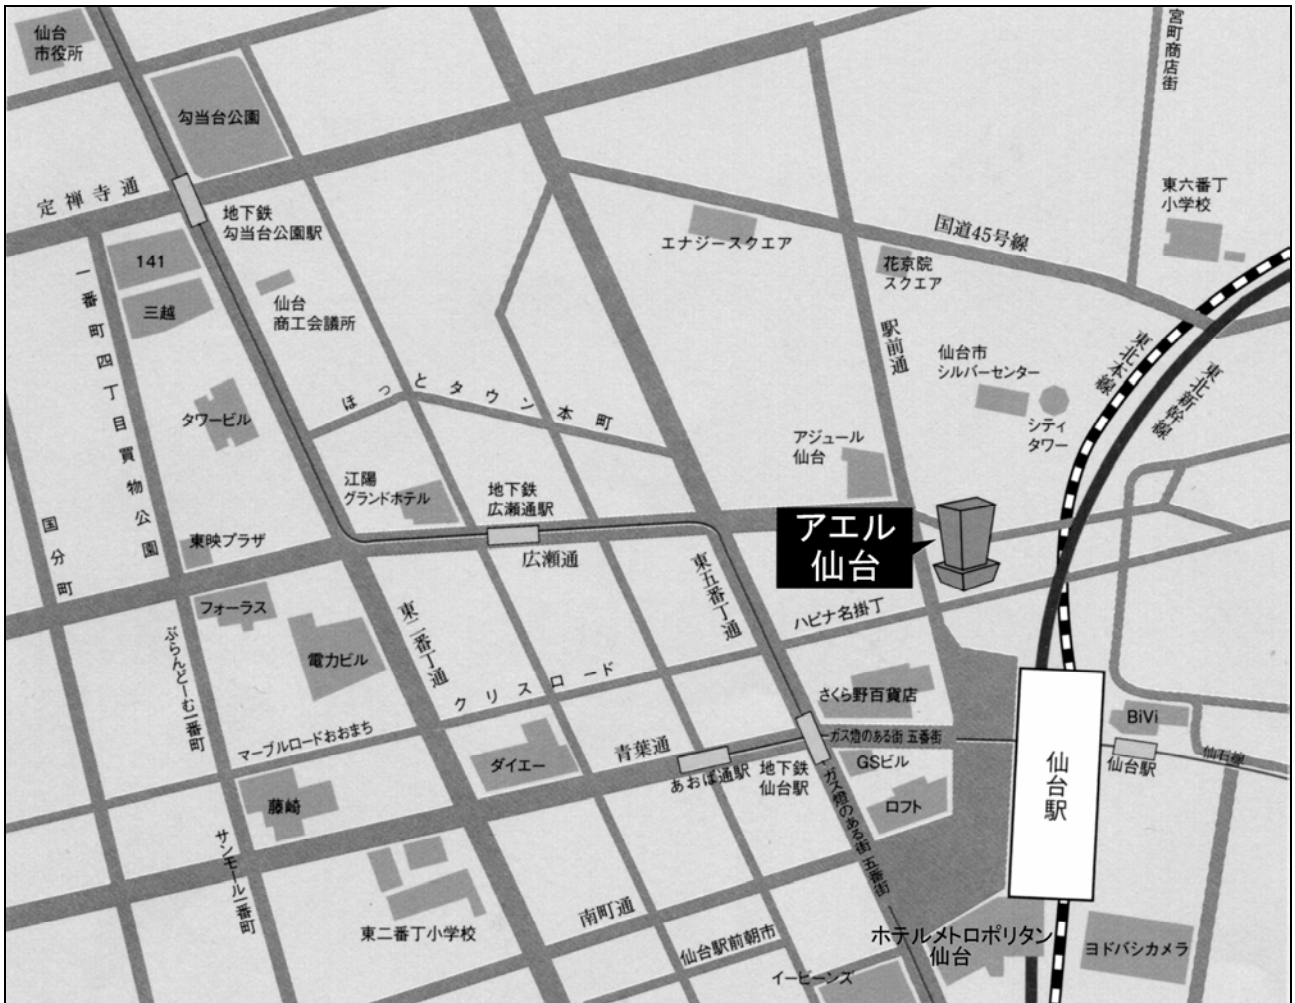 仙台
市役所
勾当台公園
宮町商店街
定禅寺通
地下鉄
勾当台公園駅
東六番丁
小学校
エナジースクエア
国道45号線
花京院
スクエア
141
三越
一番町四丁目買物公園
仙台
商工会議所
駅前通
仙台市
シルバーセンター
東北本線
東北新幹線
シティ
タワー
ほっとタウン本町
タワービル
アジュール
仙台
江陽
グランドホテル
地下鉄
広瀬通駅
アエル
仙台
国分町
東映プラザ
広瀬通
東五番丁通
フォーラス
電力ビル
東二番丁通
ハピナ名掛丁
ぶらんどーむ一番町
クリスロード
さくら野百貨店
マーブルロードおおまち
青葉通
ガス燈のある街 五番街
BiVi
ダイエー
あおば通駅
地下鉄
仙台駅
GSビル
仙台駅
仙台駅
仙石線
藤崎
ロフト
ガス燈のある街 五番街
サンモール一番町
東二番丁小学校
南町通
仙台駅前朝市
ホテルメトロポリタン
仙台
ヨドバシカメラ
イービーンズ